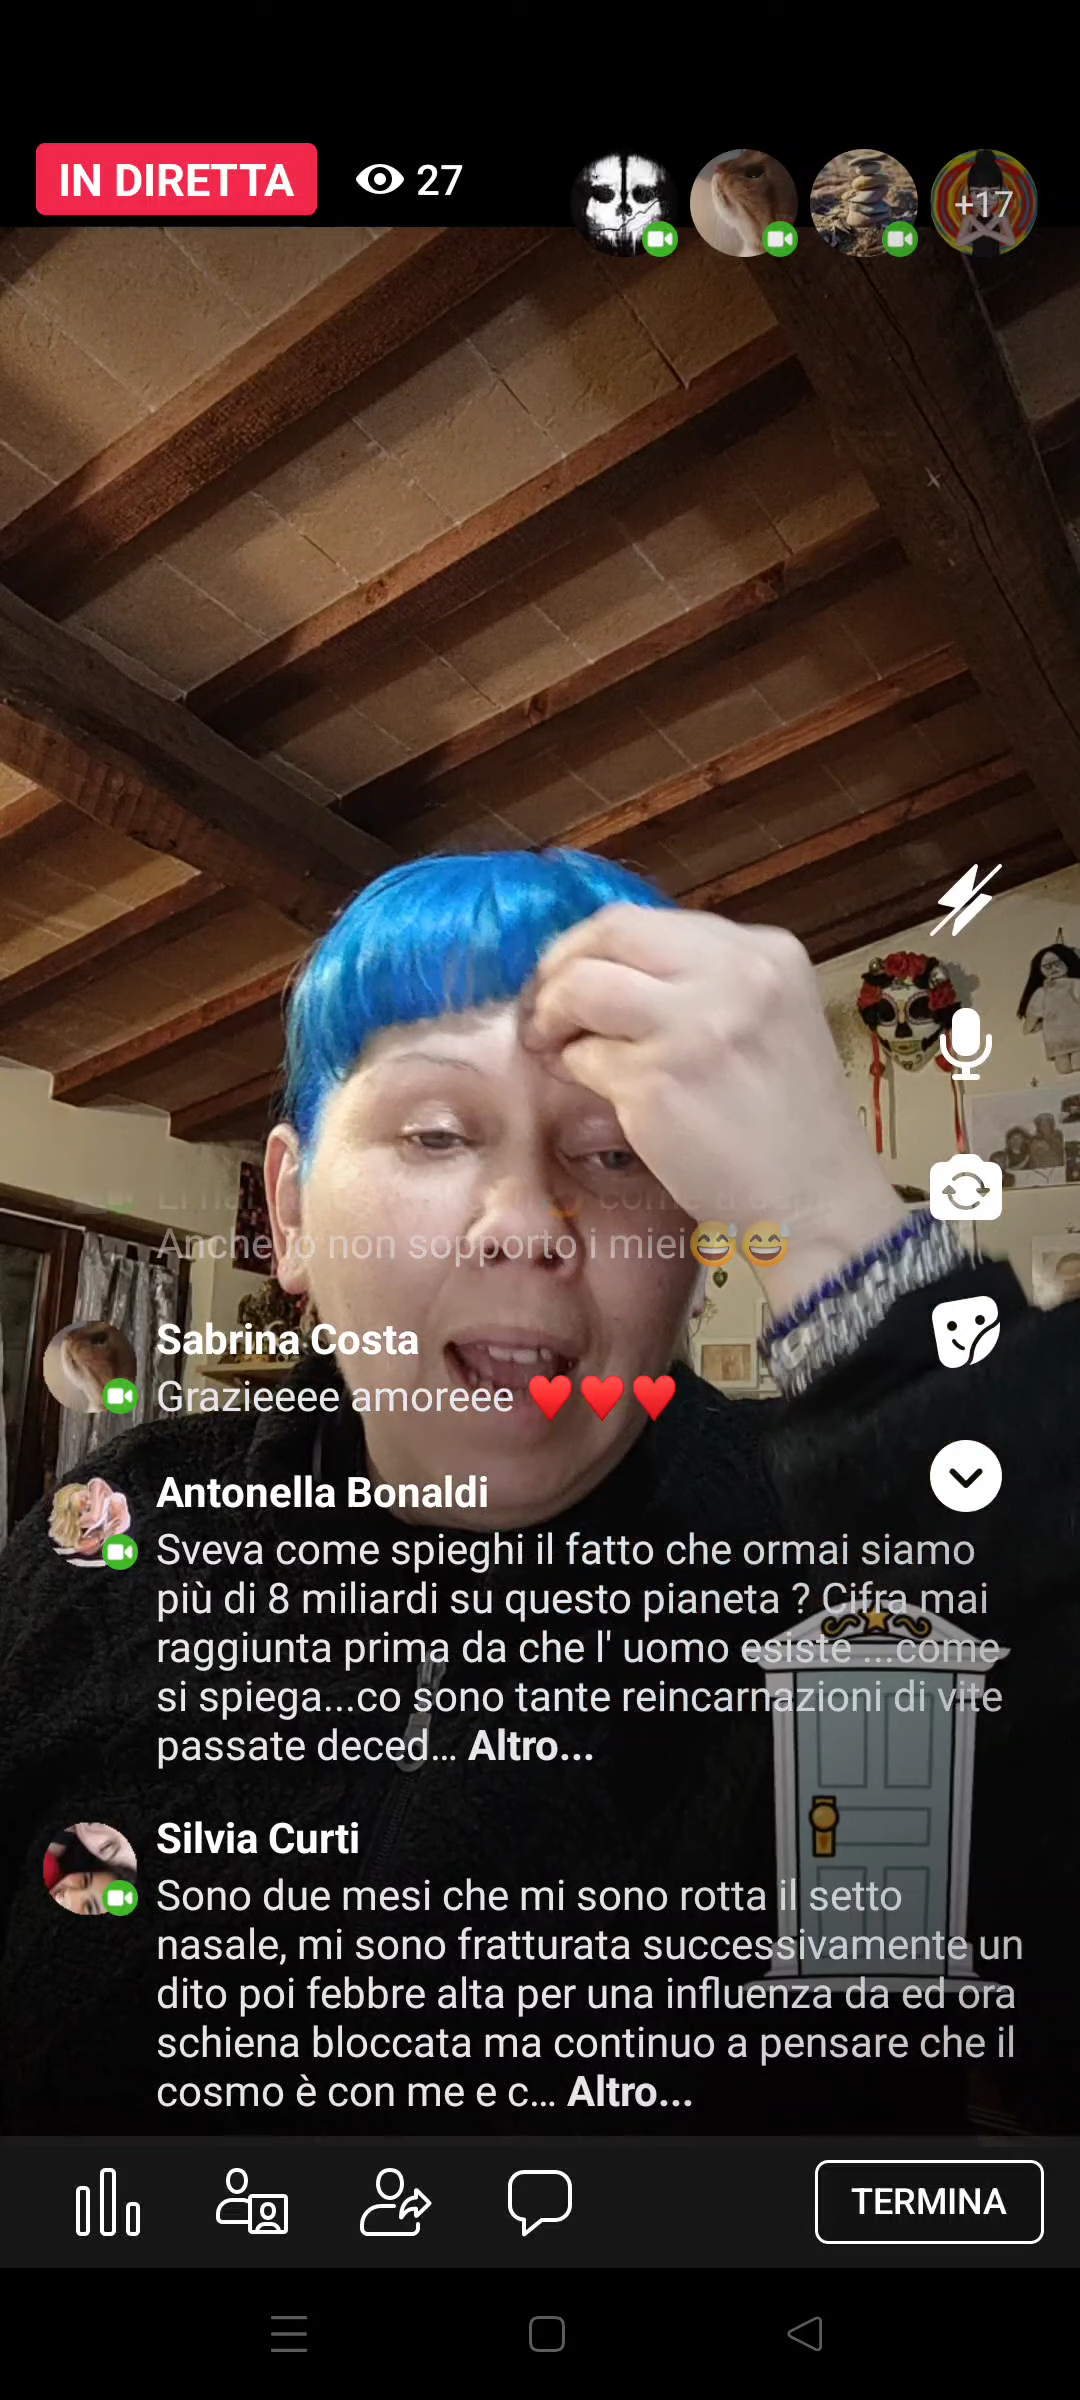 IN DIRETTA
27
+17
Anche io non sopporto i miei😅😅
Sabrina Costa
Grazieeee amoreee ❤️❤️❤️
Antonella Bonaldi
Sveva come spieghi il fatto che ormai siamo
più di 8 miliardi su questo pianeta ? Cifra mai
raggiunta prima da che l' uomo esiste ...come
si spiega...co sono tante reincarnazioni di vite
passate deced... Altro...
Silvia Curti
Sono due mesi che mi sono rotta il setto
nasale, mi sono fratturata successivamente un
dito poi febbre alta per una influenza da ed ora
schiena bloccata ma continuo a pensare che il
cosmo è con me e c... Altro...
TERMINA